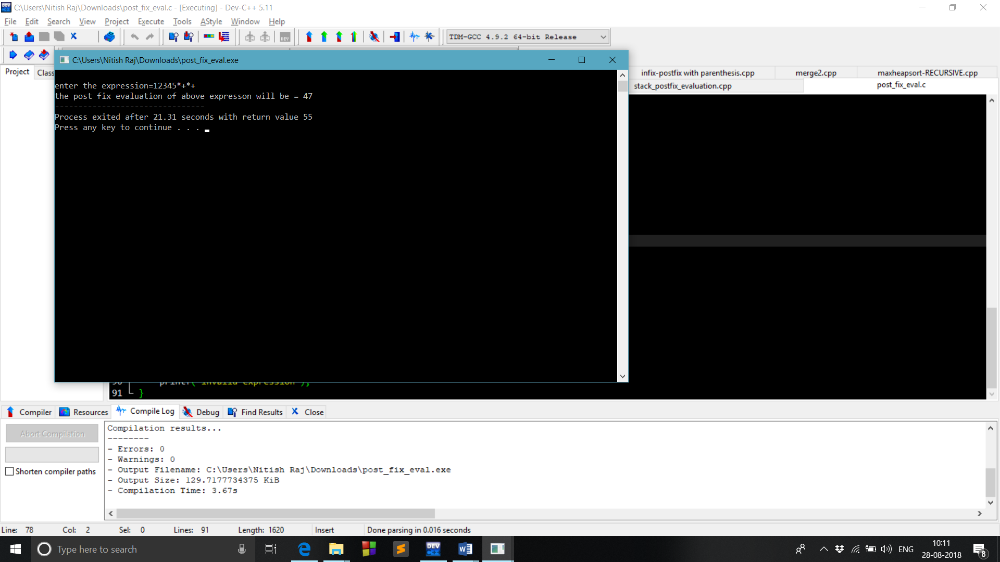 C:\Users\Nitish Raj\Downloads\post_fix_eval.c - [Executing] - Dev-C++ 5.11
File Edit Search View Project Execute Tools AStyle Window Help
TDM-GCC 4.9.2 64-bit Release
C:\Users\Nitish Raj\Downloads\post_fix_eval.exe
Project Class
infix-postfix with parenthesis.cpp merge2.cpp maxheapsort-RECURSIVE.cpp
stack_postfix_evaluation.cpp post_fix_eval.c
enter the expression=12345*+*+
the post fix evaluation of above expresson will be = 47
--------------------------------
Process exited after 21.31 seconds with return value 55
Press any key to continue . . .
90 printf("invalid expression");
91 }
Compiler Resources Compile Log Debug Find Results Close
Abort Compilation
Shorten compiler paths
Compilation results...
--------
- Errors: 0
- Warnings: 0
- Output Filename: C:\Users\Nitish Raj\Downloads\post_fix_eval.exe
- Output Size: 129.7177734375 KiB
- Compilation Time: 3.67s
Line: 78 Col: 2 Sel: 0 Lines: 91 Length: 1620 Insert Done parsing in 0.016 seconds
Type here to search
ENG
10:11
28-08-2018
8